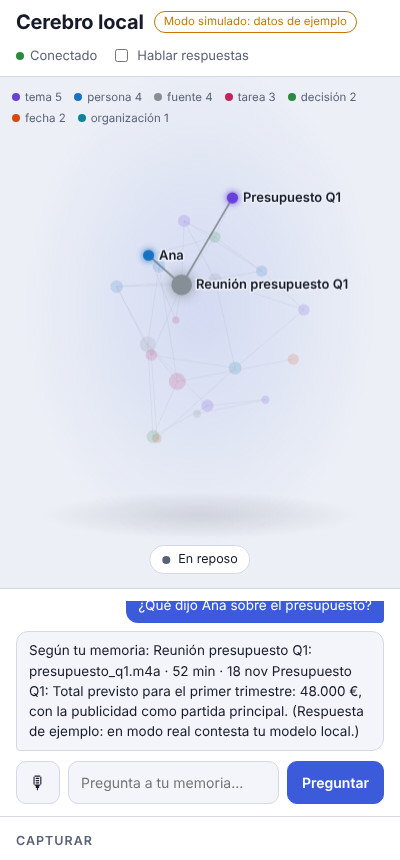 Cerebro local
Modo simulado: datos de ejemplo
Conectado
Hablar respuestas
tema 5
persona 4
fuente 4
tarea 3
decisión 2
fecha 2
organización 1
Presupuesto Q1
Ana
Reunión presupuesto Q1
En reposo
¿Qué dijo Ana sobre el presupuesto?
Según tu memoria: Reunión presupuesto Q1:
presupuesto_q1.m4a · 52 min · 18 nov Presupuesto
Q1: Total previsto para el primer trimestre: 48.000 €,
con la publicidad como partida principal. (Respuesta
de ejemplo: en modo real contesta tu modelo local.)
Pregunta a tu memoria...
Preguntar
CAPTURAR